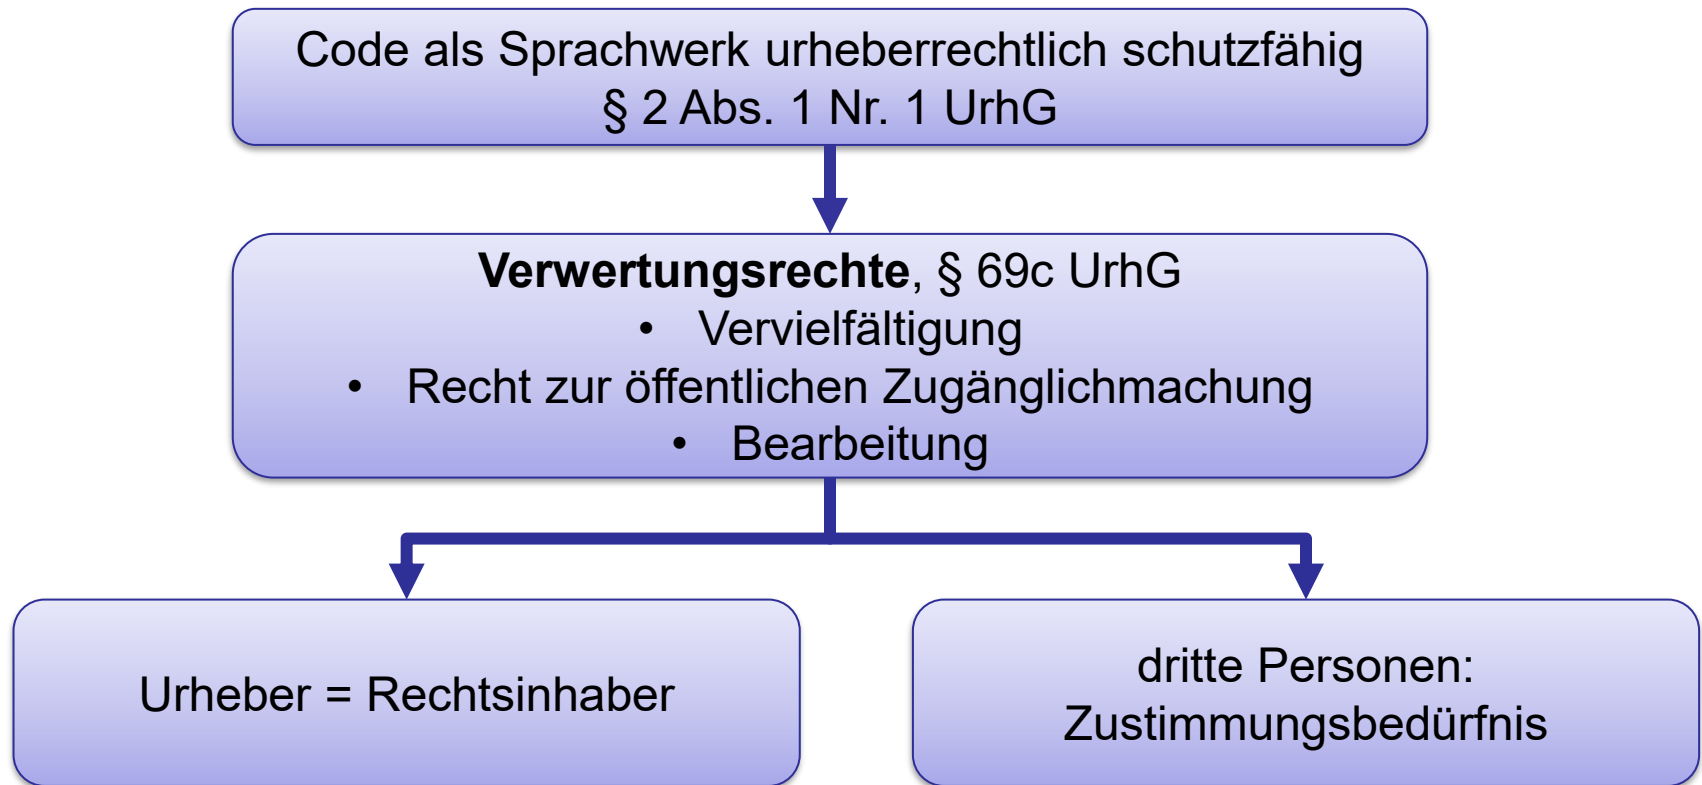 Code als Sprachwerk urheberrechtlich schutzfähig
§ 2 Abs. 1 Nr. 1 UrhG
Verwertungsrechte, § 69c UrhG
• Vervielfältigung
• Recht zur öffentlichen Zugänglichmachung
• Bearbeitung
Urheber = Rechtsinhaber
dritte Personen:
Zustimmungsbedürfnis